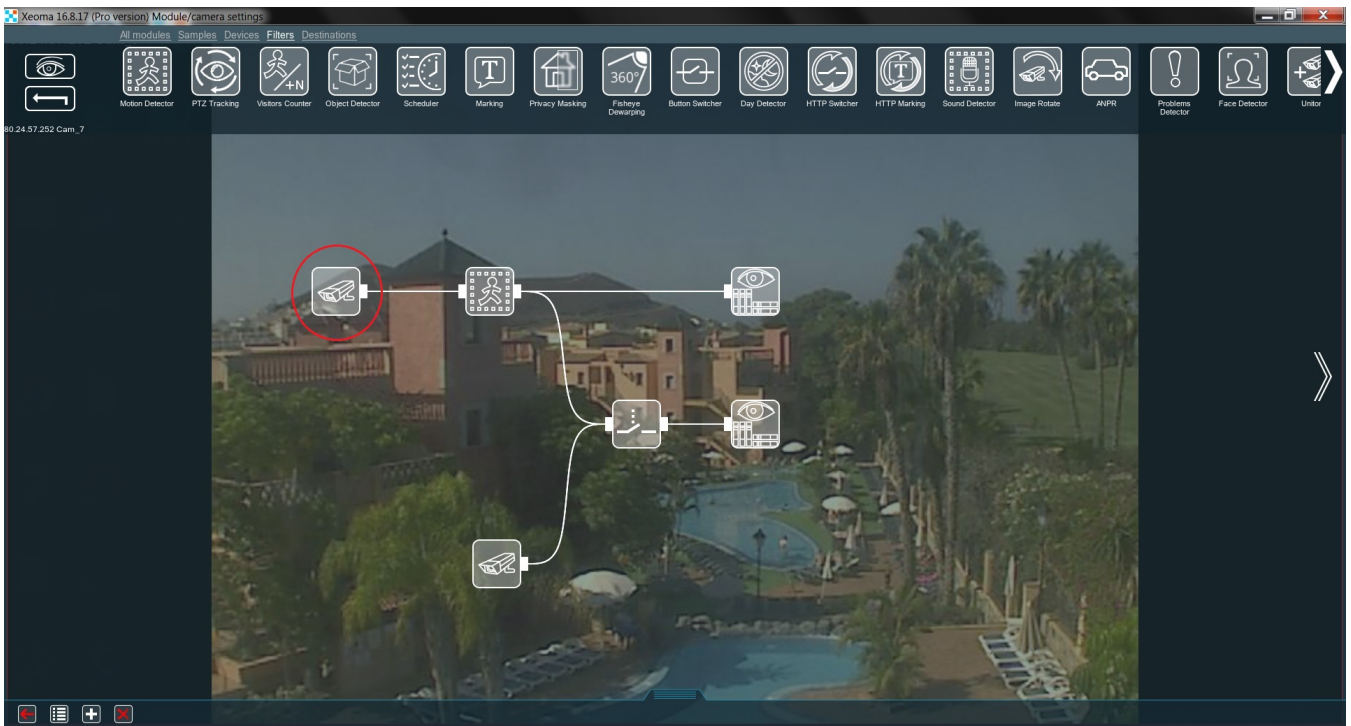 Xeoma 16.8.17 (Pro version) Module/camera settings
All modules Samples Devices Filters Destinations
+N
T
360°
T
Motion Detector PTZ Tracking Visitors Counter Object Detector Scheduler Marking Privacy Masking Fisheye Dewarping Button Switcher Day Detector HTTP Switcher HTTP Marking Sound Detector Image Rotate ANPR Problems Detector Face Detector Unitor
80.24.57.252 Cam_7